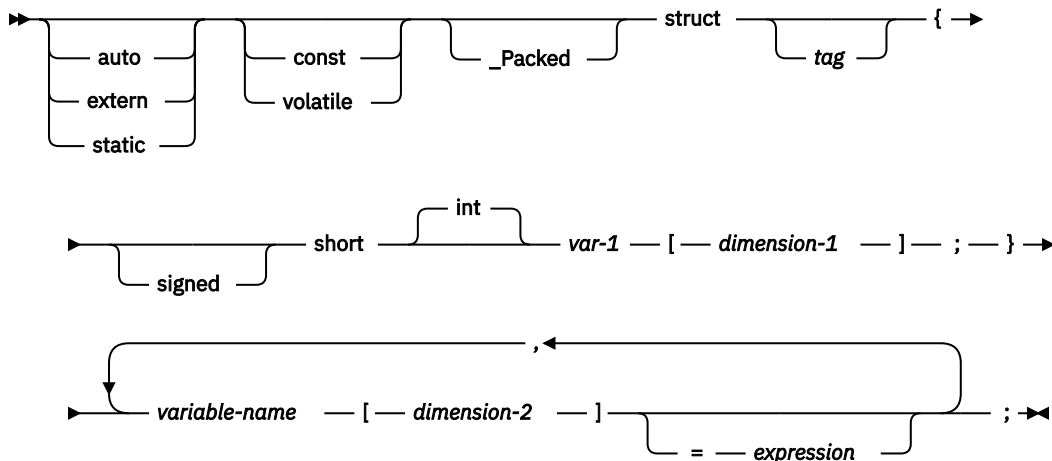 struct {
auto const _Packed tag
extern volatile
static
int
short var-1 [ dimension-1 ] ; }
signed
,
variable-name [ dimension-2 ] ;
= expression